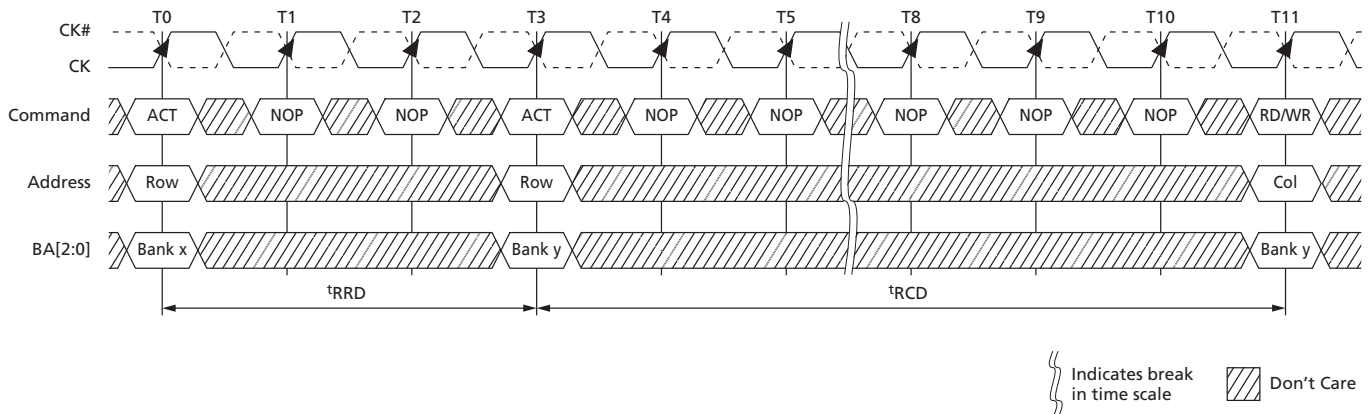 T0 T1 T2 T3 T4 T5 T8 T9 T10 T11
CK#
CK
Command ACT NOP NOP ACT NOP NOP NOP NOP NOP RD/WR
Address Row Row Col
BA[2:0] Bank x Bank y Bank y
tRRD tRCD
Indicates break
in time scale
Don't Care